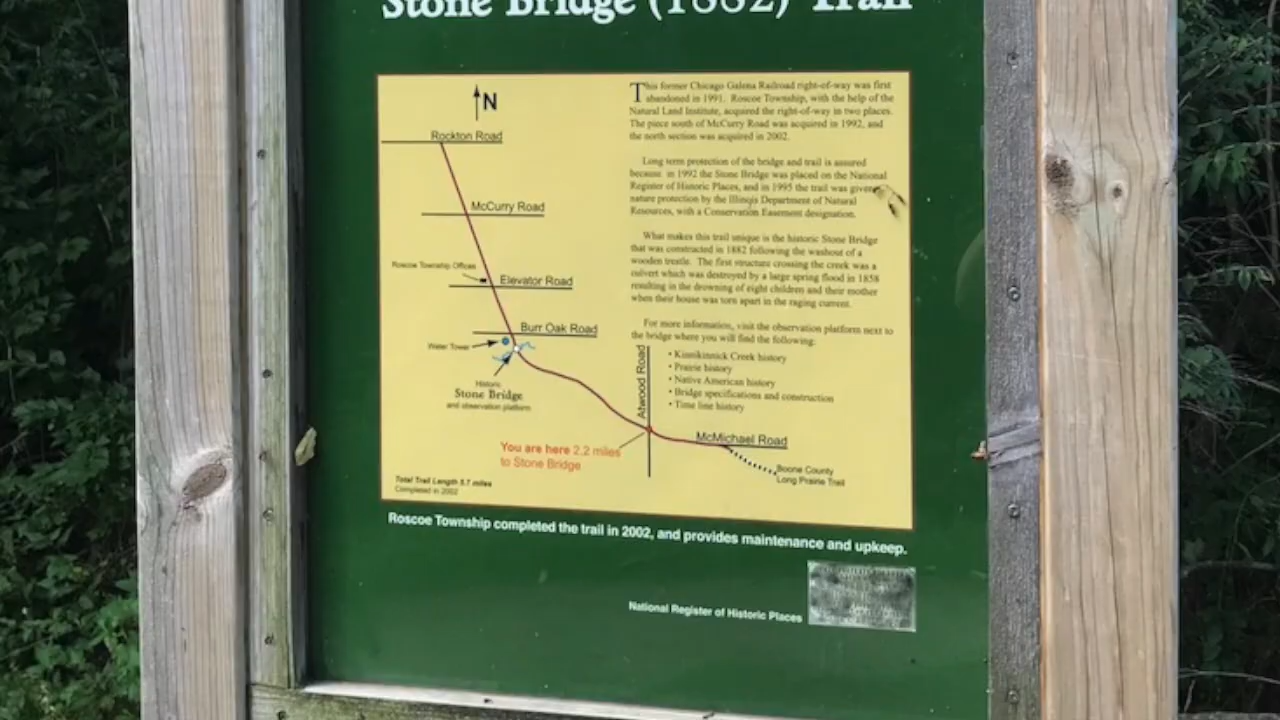 Stone Bridge (1882) Trail
N
Rockton Road
McCurry Road
Roscoe Township Offices
Elevator Road
Burr Oak Road
Water Tower
Historic
Stone Bridge
and observation platform
Atwood Road
You are here 2.2 miles
to Stone Bridge
McMichael Road
Boone County
Long Prairie Trail
Total Trail Length 5.7 miles
Completed in 2002
This former Chicago Galena Railroad right-of-way was first
abandoned in 1991. Roscoe Township, with the help of the
Natural Land Institute, acquired the right-of-way in two places.
The piece south of McCurry Road was acquired in 1992, and
the north section was acquired in 2002.
Long term protection of the bridge and trail is assured
because in 1992 the Stone Bridge was placed on the National
Register of Historic Places, and in 1995 the trail was given
nature protection by the Illinois Department of Natural
Resources, with a Conservation Easement designation.
What makes this trail unique is the historic Stone Bridge
that was constructed in 1882 following the washout of a
wooden trestle. The first structure crossing the creek was a
culvert which was destroyed by a large spring flood in 1858
resulting in the drowning of eight children and their mother
when their house was torn apart in the raging current.
For more information, visit the observation platform next to
the bridge where you will find the following:
• Kinnikinnick Creek history
• Prairie history
• Native American history
• Bridge specifications and construction
• Time line history
Roscoe Township completed the trail in 2002, and provides maintenance and upkeep.
National Register of Historic Places